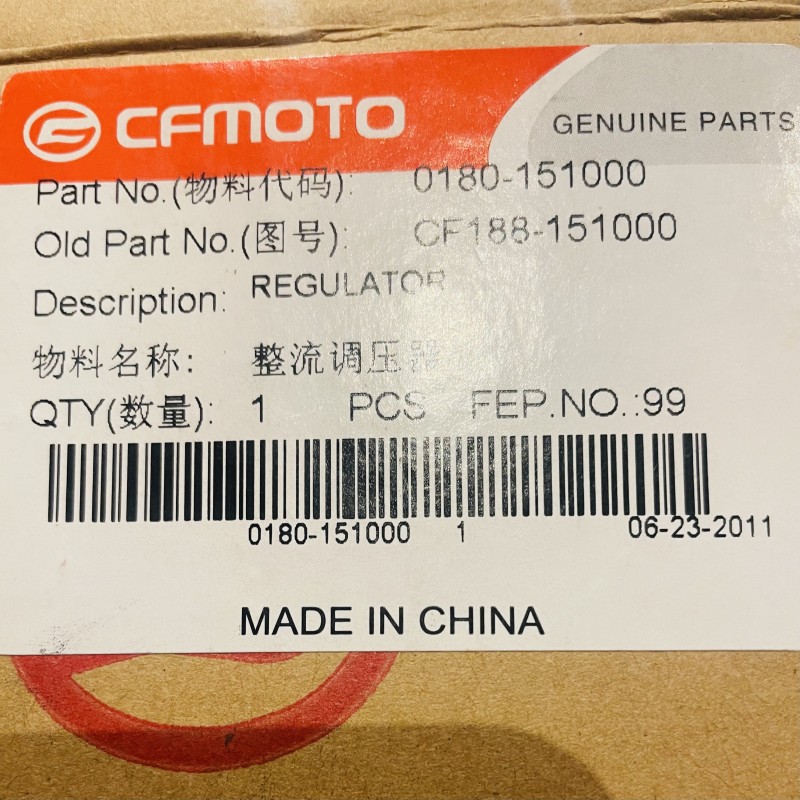 CFMOTO
GENUINE PARTS
Part No.(物料代码): 0180-151000
Old Part No.(图号): CF188-151000
Description: REGULATOR
物料名称: 整流调压器
QTY(数量): 1 PCS FEP.NO.:99
0180-151000 1 06-23-2011
MADE IN CHINA